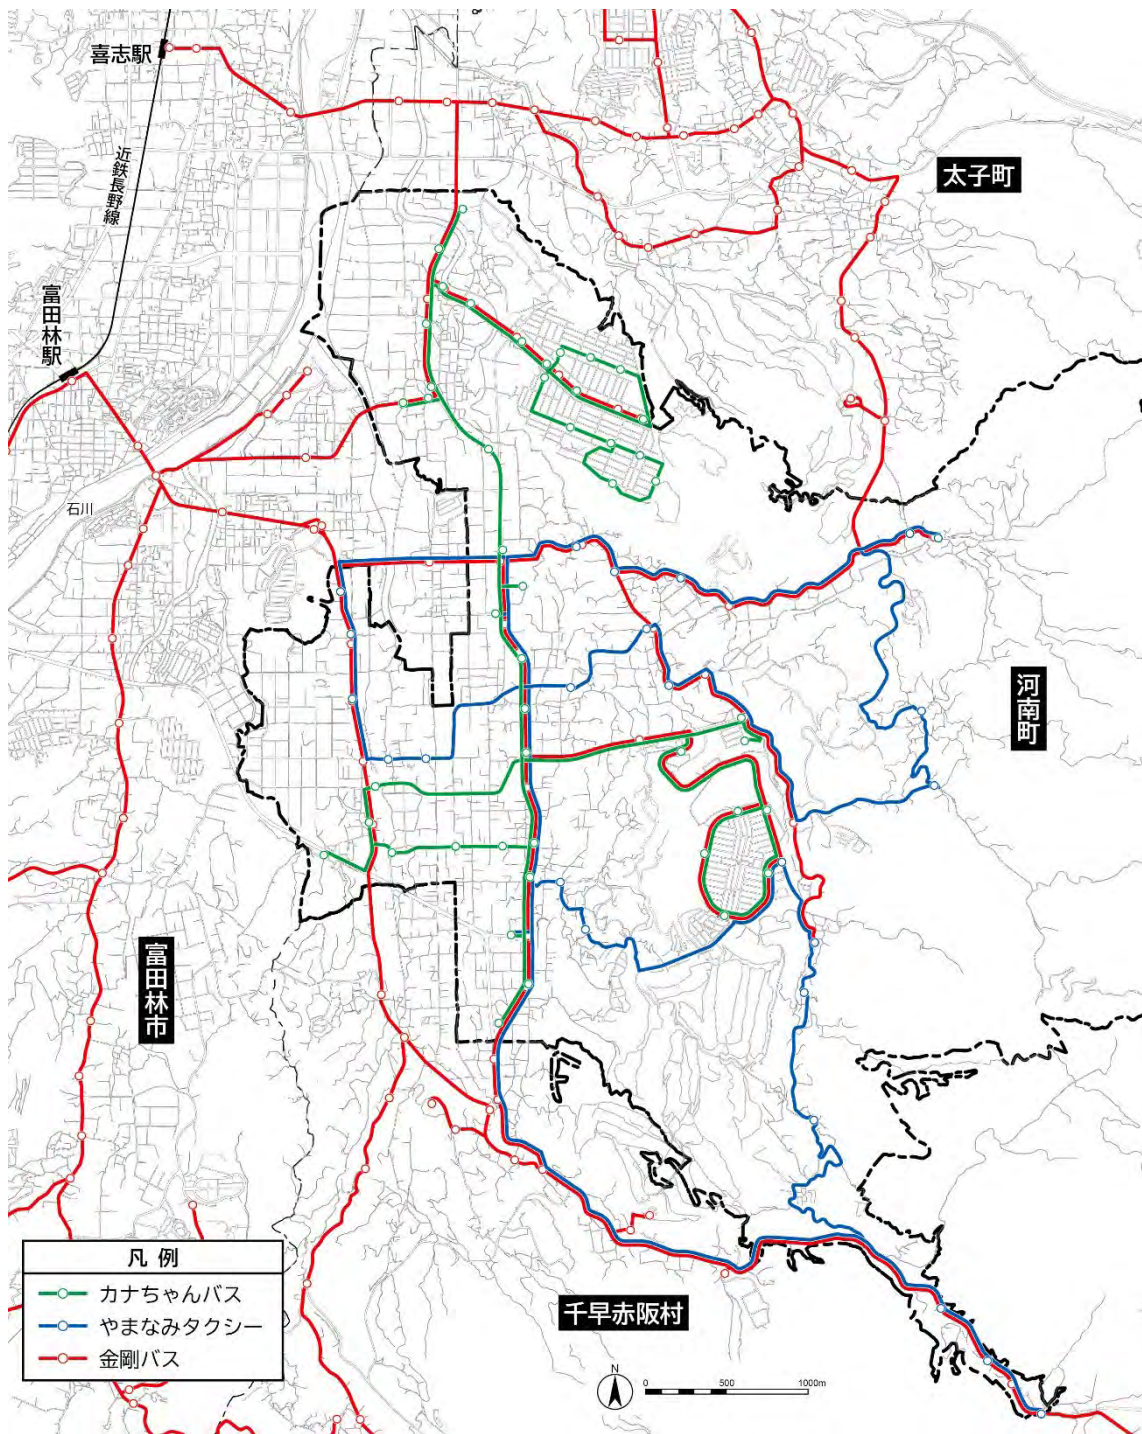 喜志駅
近鉄長野線
太子町
富田林駅
石川
河南町
富田林市
凡 例
カナちゃんバス
やまなみタクシー
金剛バス
千早赤阪村
N
0 500 1000m